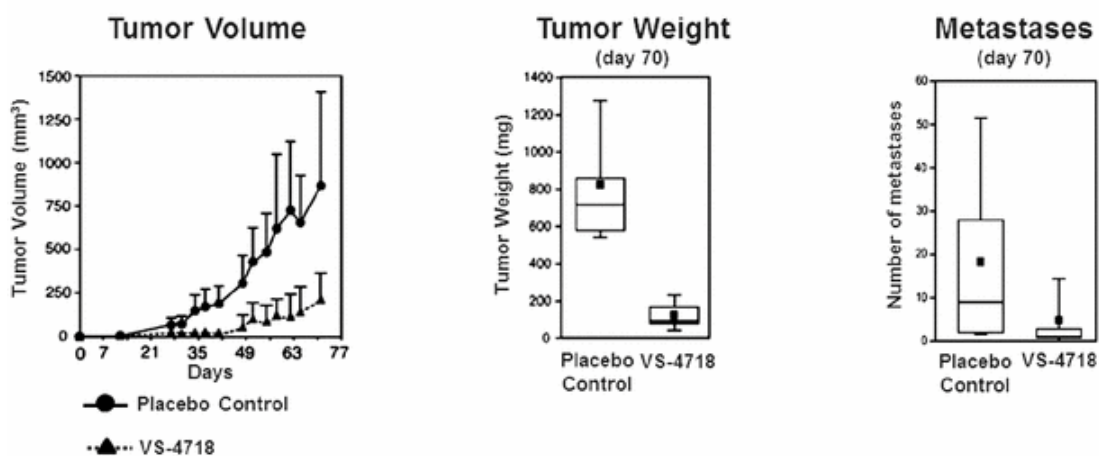 Tumor Volume
Tumor Volume (mm³)
1500
1250
1000
750
500
250
0
0 7 21 35 49 63 77
Days
Placebo Control
VS-4718
Tumor Weight
(day 70)
Tumor Weight (mg)
1400
1200
1000
800
600
400
200
0
Placebo VS-4718
Control
Metastases
(day 70)
Number of metastases
60
50
40
30
20
10
0
Placebo VS-4718
Control